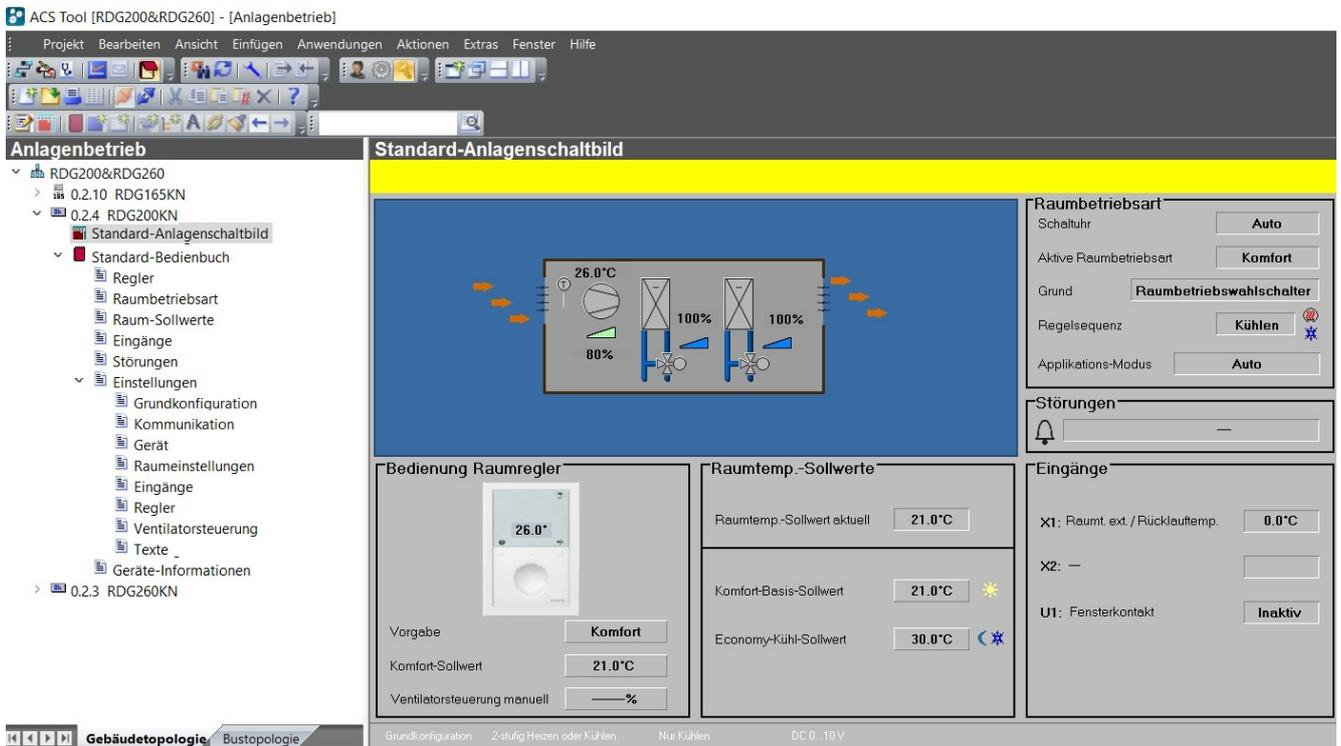 ACS Tool [RDG200&RDG260] - [Anlagenbetrieb]
Projekt Bearbeiten Ansicht Einfügen Anwendungen Aktionen Extras Fenster Hilfe
Anlagenbetrieb
RDG200&RDG260
0.2.10 RDG165KN
0.2.4 RDG200KN
Standard-Anlagenschaltbild
Standard-Bedienbuch
Regler
Raumbetriebsart
Raum-Sollwerte
Eingänge
Störungen
Einstellungen
Grundkonfiguration
Kommunikation
Gerät
Raumeinstellungen
Eingänge
Regler
Ventilatorsteuerung
Texte
Geräte-Informationen
0.2.3 RDG260KN
Gebäudetopologie Bustopologie
Standard-Anlagenschaltbild
26.0°C
T
80%
100%
100%
Raumbetriebsart
Schaltuhr Auto
Aktive Raumbetriebsart Komfort
Grund Raumbetriebswahlschalter
Regelsequenz Kühlen
Applikations-Modus Auto
Störungen
—
Bedienung Raumregler
26.0°
Vorgabe Komfort
Komfort-Sollwert 21.0°C
Ventilatorsteuerung manuell ——%
Raumtemp.-Sollwerte
Raumtemp.-Sollwert aktuell 21.0°C
Komfort-Basis-Sollwert 21.0°C
Economy-Kühl-Sollwert 30.0°C
Eingänge
X1: Raumt. ext. / Rücklauftemp. 0.0°C
X2: —
U1: Fensterkontakt Inaktiv
Grundkonfiguration 2-stufig Heizen oder Kühlen Nur Kühlen DC 0...10 V